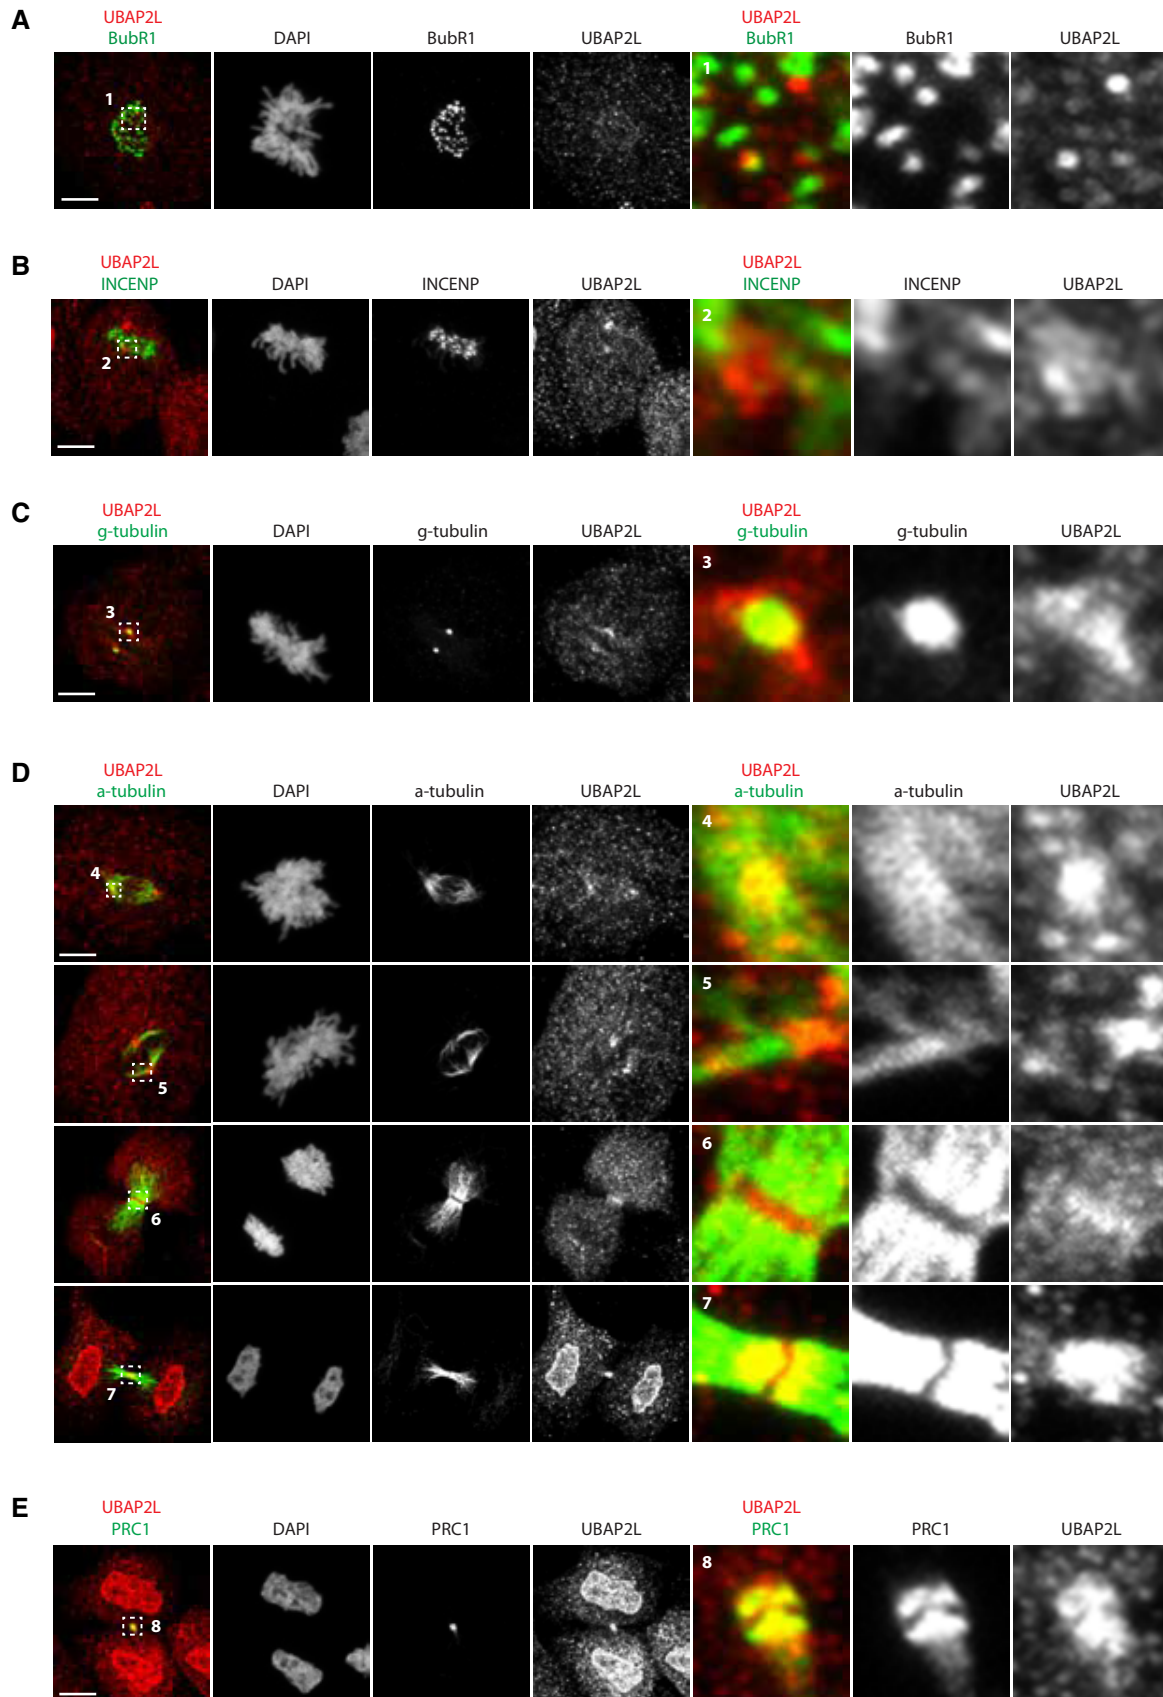 A
UBAP2L
BubR1 DAPI BubR1 UBAP2L
UBAP2L
BubR1 BubR1 UBAP2L
1
1
B
UBAP2L
INCENP DAPI INCENP UBAP2L
UBAP2L
INCENP INCENP UBAP2L
2
2
C
UBAP2L
g-tubulin DAPI g-tubulin UBAP2L
UBAP2L
g-tubulin g-tubulin UBAP2L
3
3
D
UBAP2L
a-tubulin DAPI a-tubulin UBAP2L
UBAP2L
a-tubulin a-tubulin UBAP2L
4
4
5
5
6
6
7
7
E
UBAP2L
PRC1 DAPI PRC1 UBAP2L
UBAP2L
PRC1 PRC1 UBAP2L
8
8